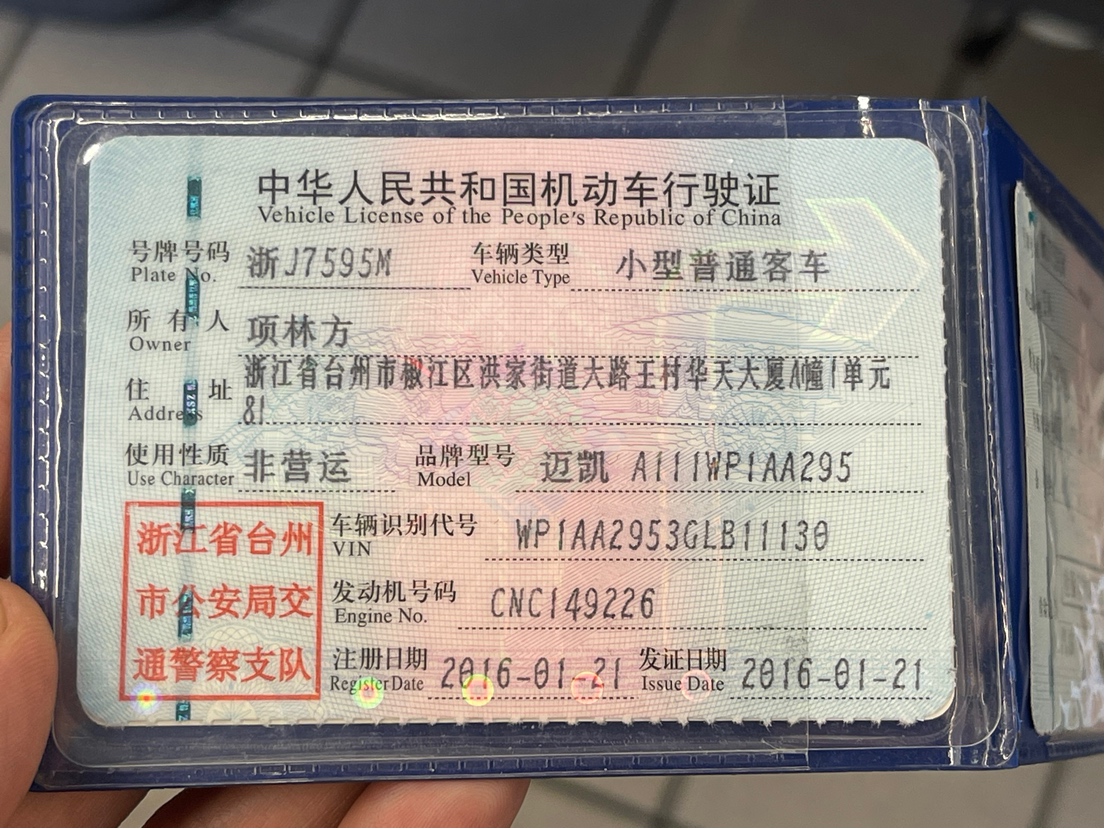 中华人民共和国机动车行驶证
Vehicle License of the People's Republic of China
号牌号码 浙J7595M 车辆类型 小型普通客车
Plate No. Vehicle Type
所有人 项林方
Owner
住址 浙江省台州市椒江区洪家街道大路王村华天大厦A幢1单元
Address 81
使用性质 非营运 品牌型号 迈凯 A111WP1AA295
Use Character Model
浙江省台州
市公安局交
通警察支队
车辆识别代号 WP1AA2953GLB11130
VIN
发动机号码 CNC149226
Engine No.
注册日期 2016-01-21 发证日期 2016-01-21
Register Date Issue Date